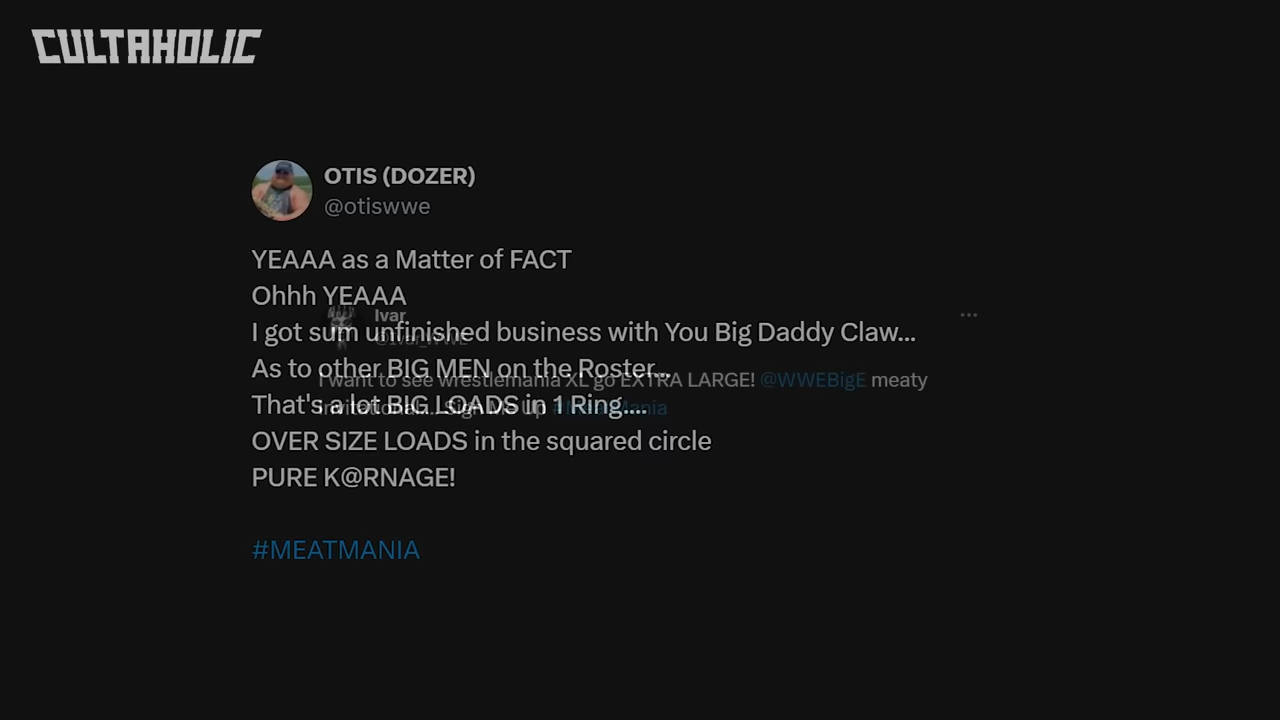 CULTAHOLIC
OTIS (DOZER)
@otiswwe
YEAAA as a Matter of FACT
Ohhh YEAAA
I got sum unfinished business with You Big Daddy Claw...
As to other BIG MEN on the Roster...
That's a lot BIG LOADS in 1 Ring....
OVER SIZE LOADS in the squared circle
PURE K@RNAGE!
#MEATMANIA
Ivar
I want to see wrestlemania XL go EXTRA LARGE! @WWEBigE meaty